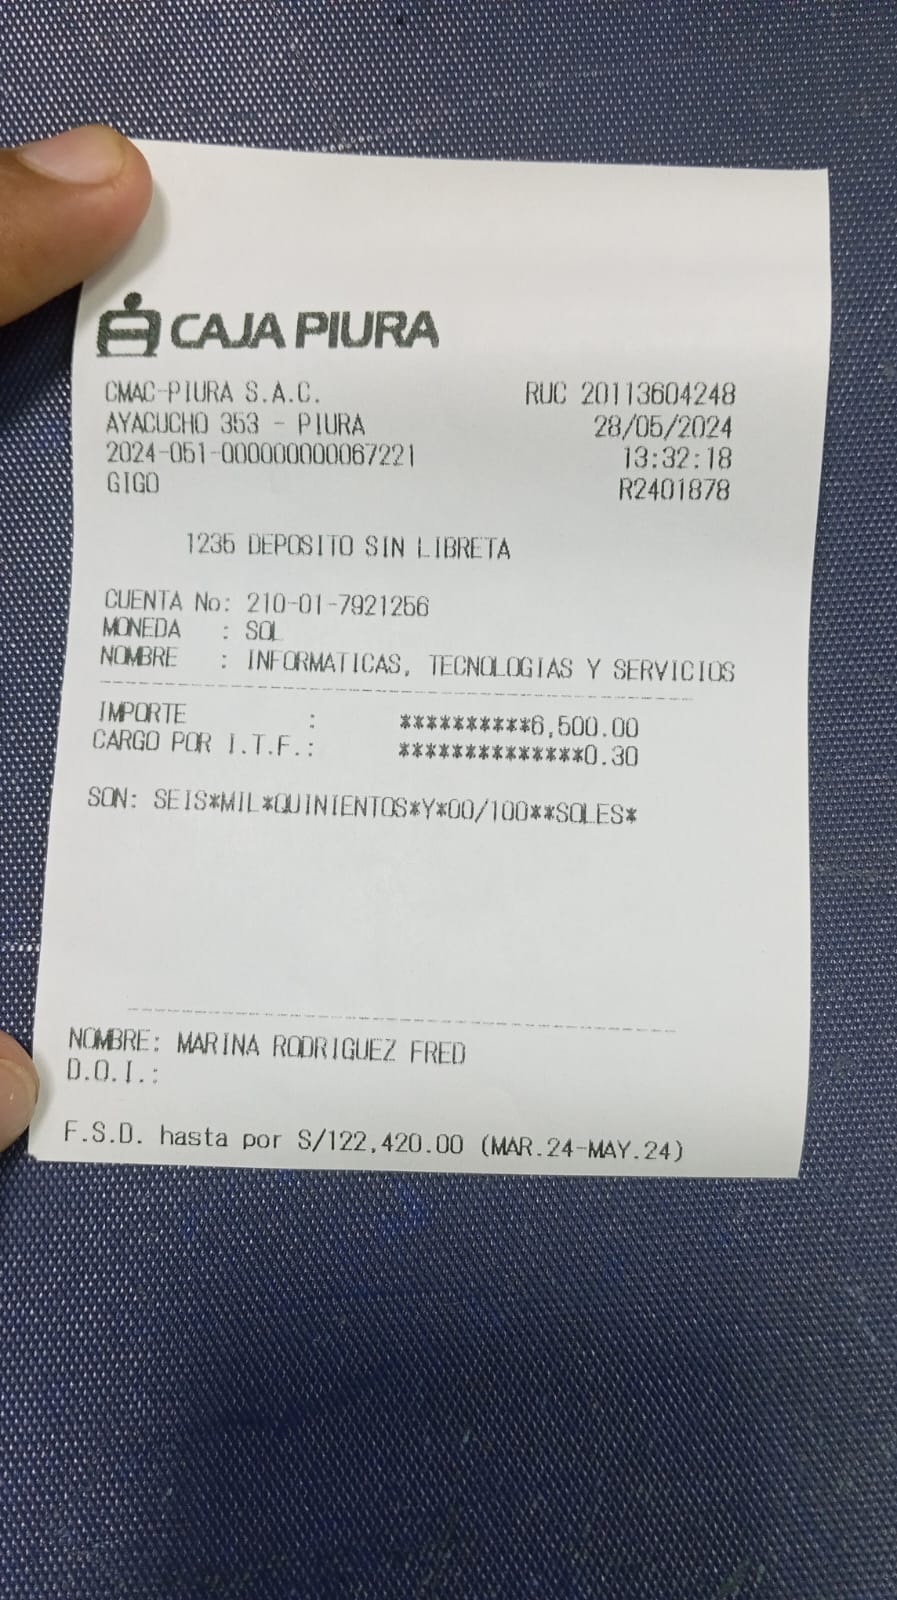 CAJA PIURA
CMAC-PIURA S.A.C. RUC 20113604248
AYACUCHO 353 - PIURA 28/05/2024
2024-051-000000000067221 13:32:18
GIGO R2401878
1235 DEPOSITO SIN LIBRETA
CUENTA No: 210-01-7921256
MONEDA : SOL
NOMBRE : INFORMATICAS, TECNOLOGIAS Y SERVICIOS
IMPORTE : **********6,500.00
CARGO POR I.T.F.: **************0.30
SON: SEIS*MIL*QUINIENTOS*Y*00/100**SOLES*
NOMBRE: MARINA RODRIGUEZ FRED
D.O.I.:
F.S.D. hasta por S/122,420.00 (MAR.24-MAY.24)